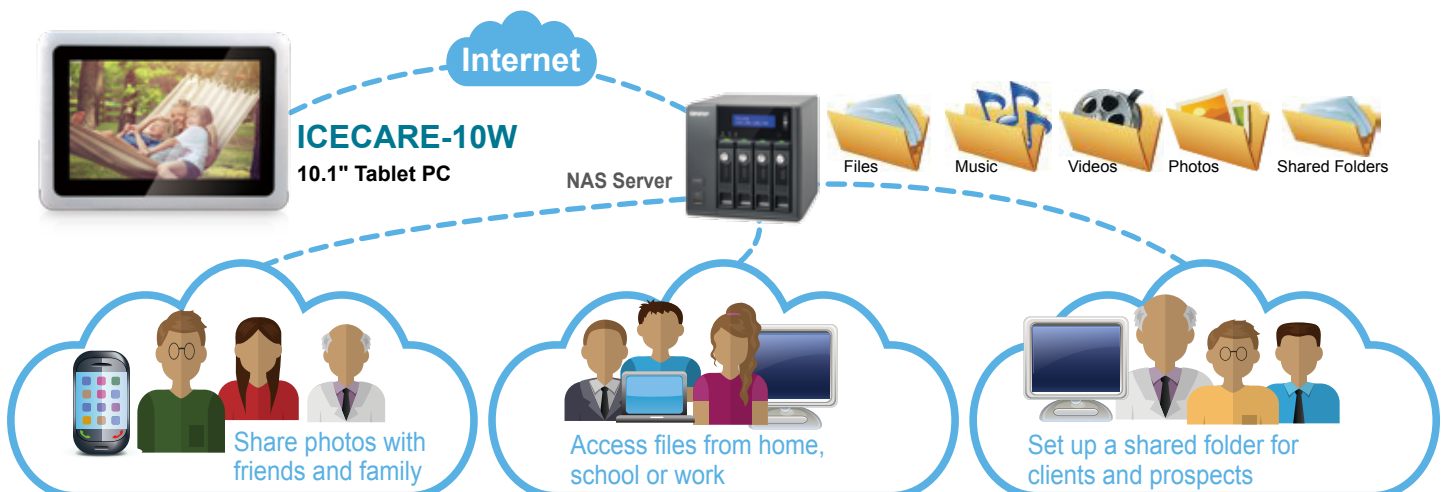 Internet
ICECARE-10W
10.1" Tablet PC
NAS Server
Files
Music
Videos
Photos
Shared Folders
Share photos with
friends and family
Access files from home,
school or work
Set up a shared folder for
clients and prospects